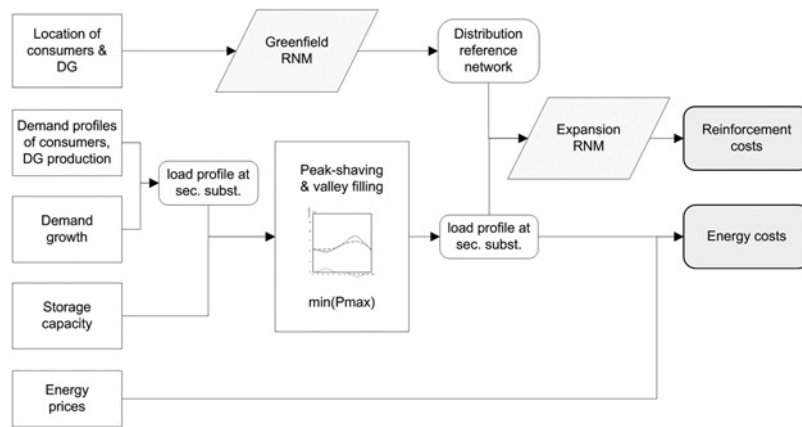 Location of
consumers &
DG
Greenfield
RNM
Distribution
reference
network
Demand profiles
of consumers,
DG production
load profile at
sec. subst.
Demand
growth
Peak-shaving
& valley filling
min(Pmax)
Expansion
RNM
Reinforcement
costs
load profile at
sec. subst.
Energy costs
Storage
capacity
Energy
prices